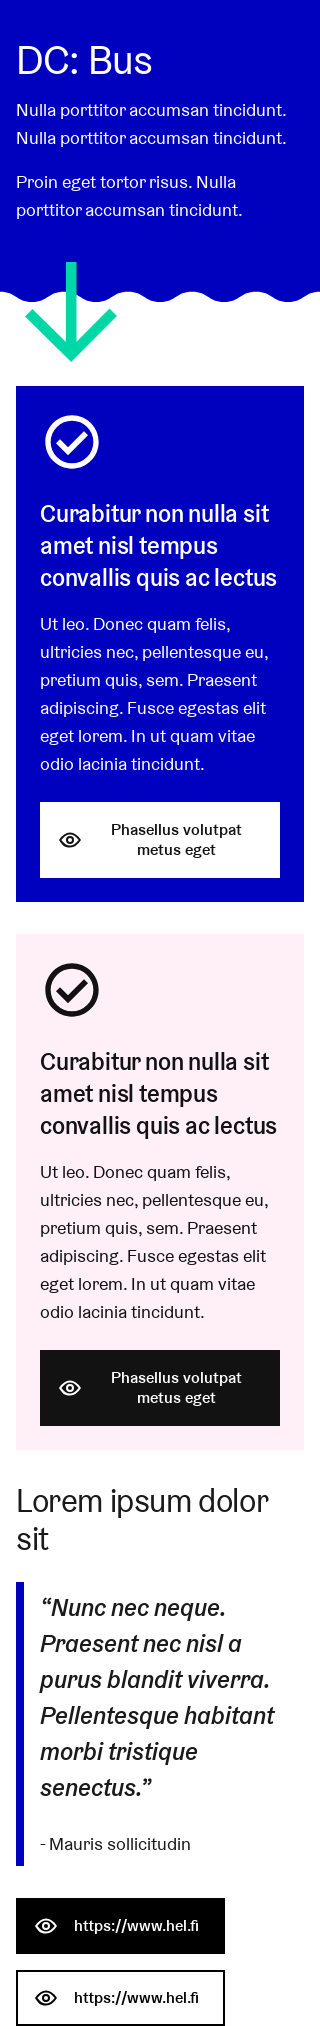 DC: Bus
Nulla porttitor accumsan tincidunt.
Nulla porttitor accumsan tincidunt.
Proin eget tortor risus. Nulla
porttitor accumsan tincidunt.
Curabitur non nulla sit
amet nisl tempus
convallis quis ac lectus
Ut leo. Donec quam felis,
ultricies nec, pellentesque eu,
pretium quis, sem. Praesent
adipiscing. Fusce egestas elit
eget lorem. In ut quam vitae
odio lacinia tincidunt.
Phasellus volutpat
metus eget
Curabitur non nulla sit
amet nisl tempus
convallis quis ac lectus
Ut leo. Donec quam felis,
ultricies nec, pellentesque eu,
pretium quis, sem. Praesent
adipiscing. Fusce egestas elit
eget lorem. In ut quam vitae
odio lacinia tincidunt.
Phasellus volutpat
metus eget
Lorem ipsum dolor
sit
“Nunc nec neque.
Praesent nec nisl a
purus blandit viverra.
Pellentesque habitant
morbi tristique
senectus.”
- Mauris sollicitudin
https://www.hel.fi
https://www.hel.fi